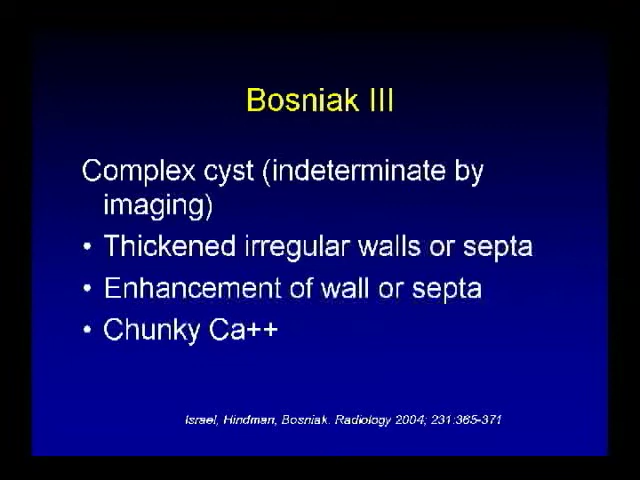 Bosniak III
Complex cyst (indeterminate by
imaging)
• Thickened irregular walls or septa
• Enhancement of wall or septa
• Chunky Ca++
Israel, Hindman, Bosniak. Radiology 2004; 231:365-371